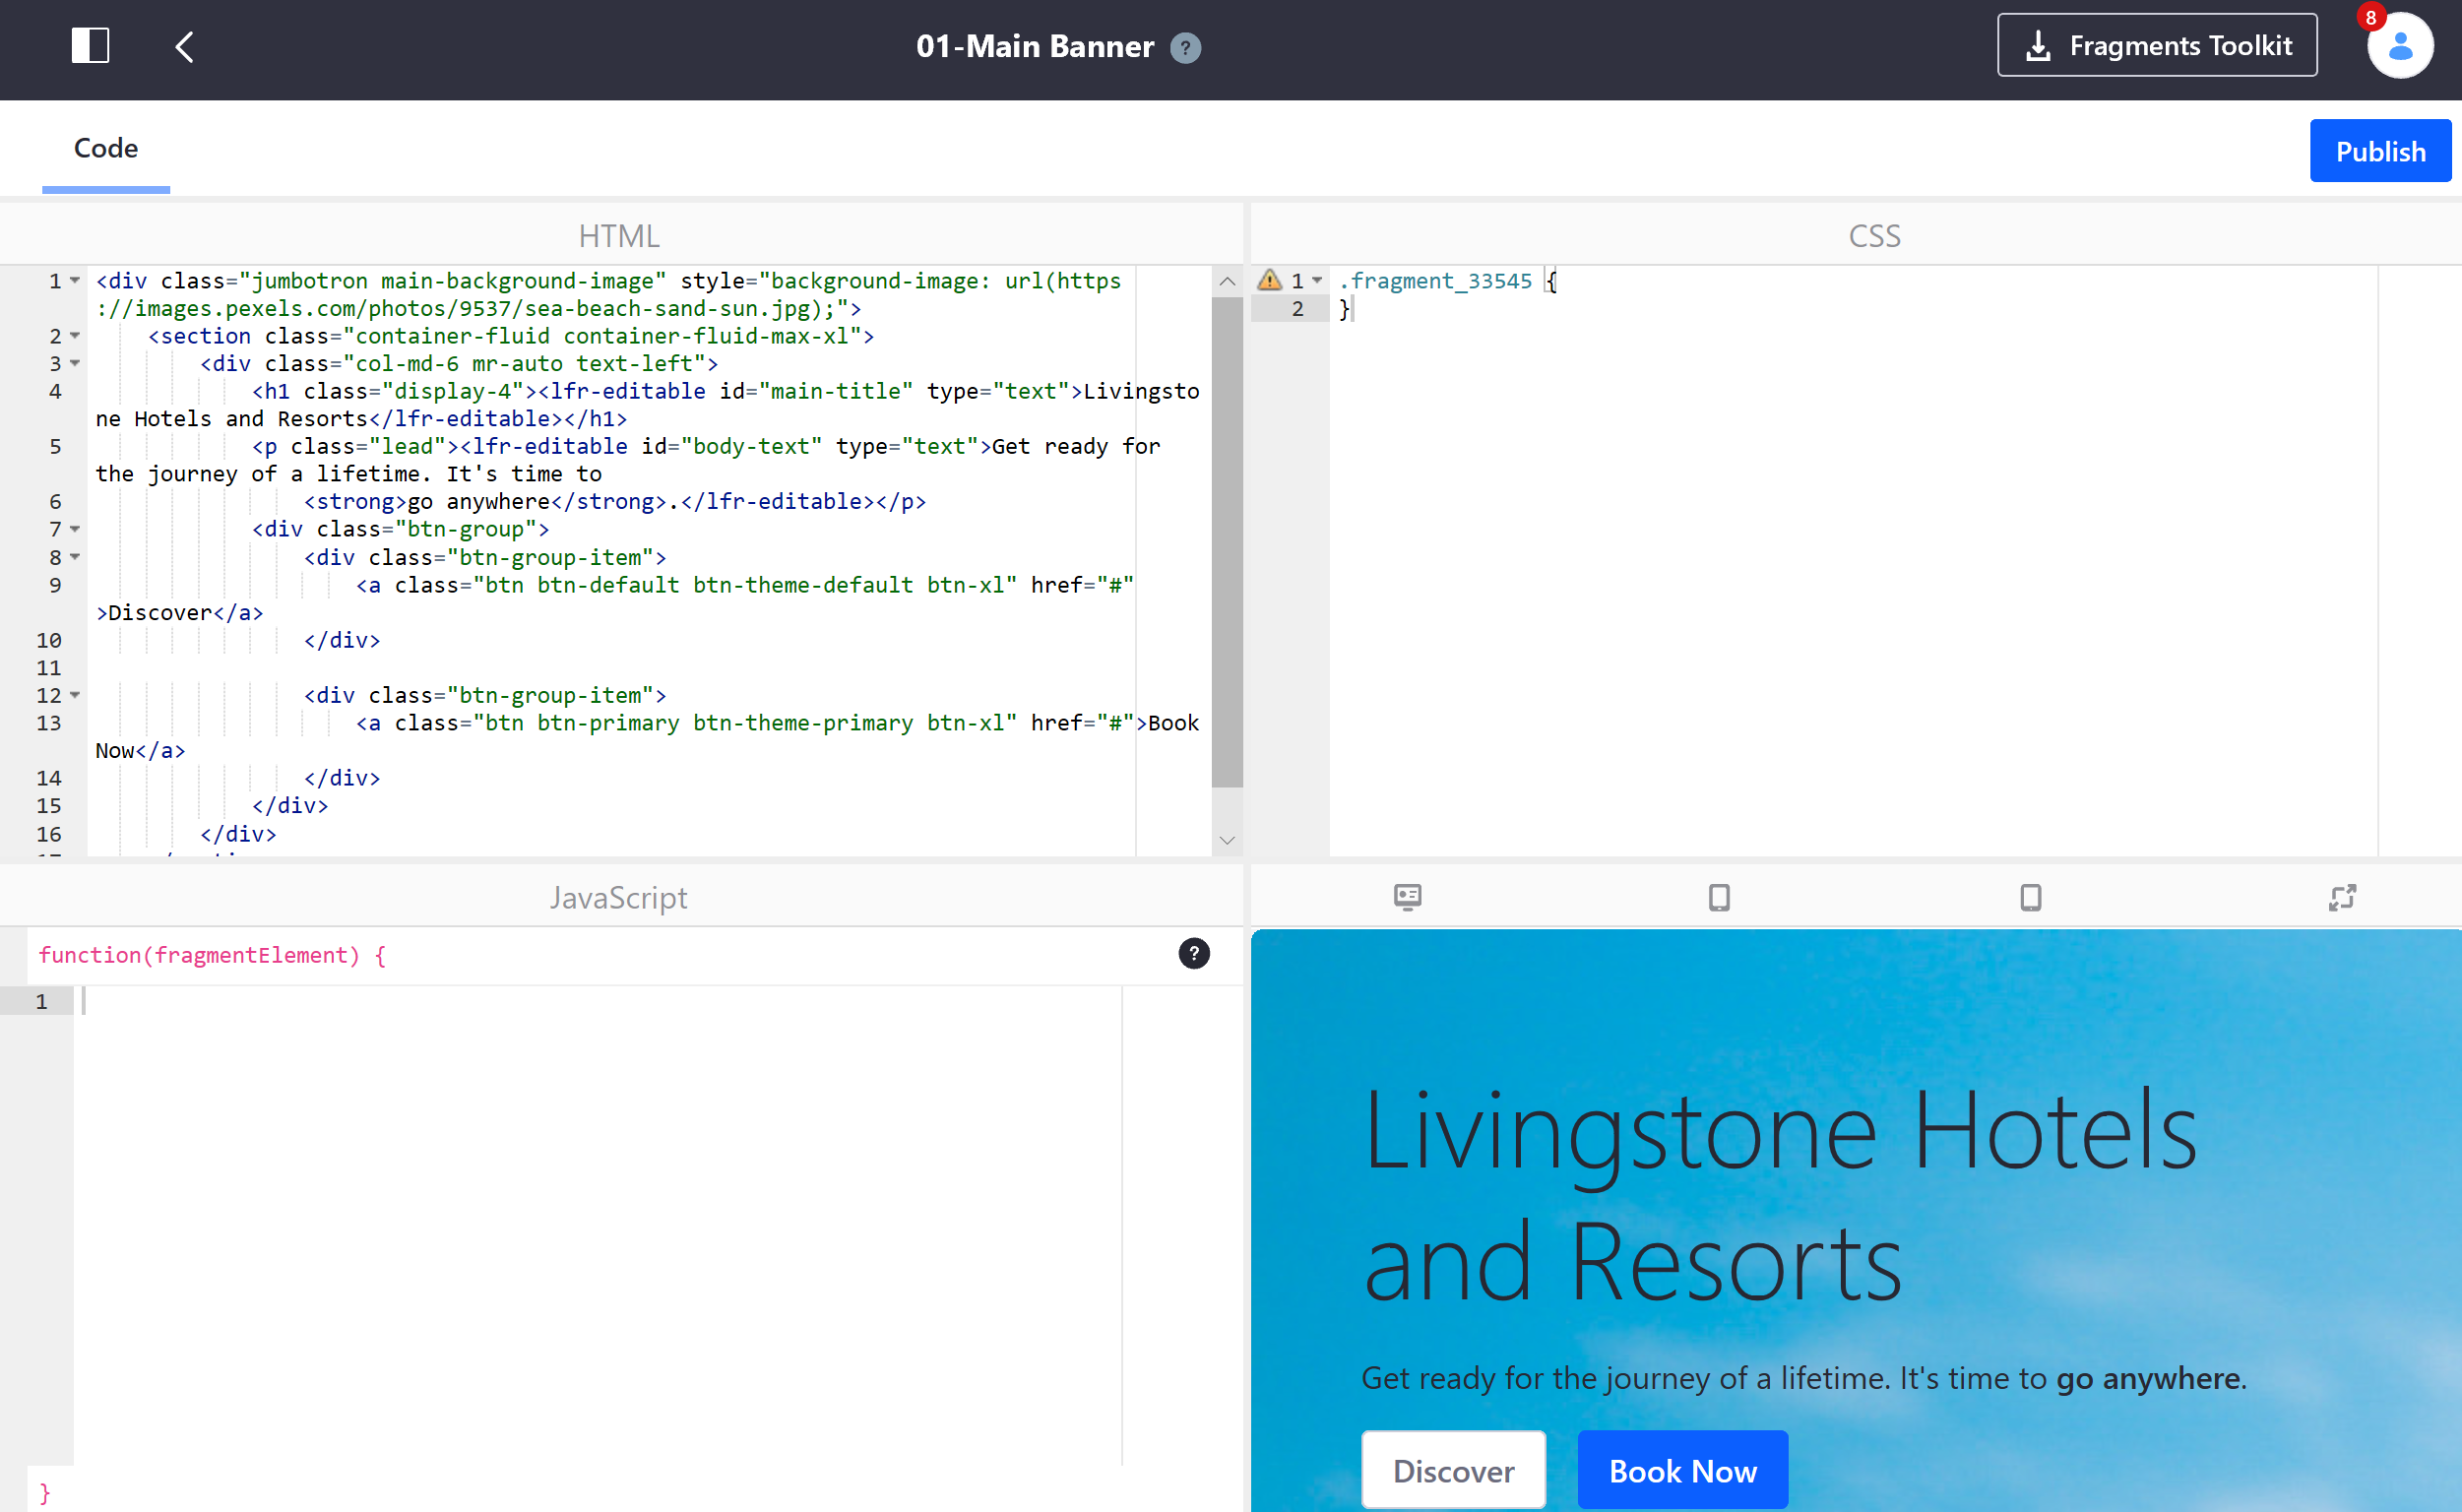 01-Main Banner ?
Fragments Toolkit
8
Code
Publish
HTML
1 <div class="jumbotron main-background-image" style="background-image: url(https
://images.pexels.com/photos/9537/sea-beach-sand-sun.jpg);">
2 <section class="container-fluid container-fluid-max-xl">
3 <div class="col-md-6 mr-auto text-left">
4 <h1 class="display-4"><lfr-editable id="main-title" type="text">Livingsto
ne Hotels and Resorts</lfr-editable></h1>
5 <p class="lead"><lfr-editable id="body-text" type="text">Get ready for
the journey of a lifetime. It's time to
6 <strong>go anywhere</strong>.</lfr-editable></p>
7 <div class="btn-group">
8 <div class="btn-group-item">
9 <a class="btn btn-default btn-theme-default btn-xl" href="#"
>Discover</a>
10 </div>
11
12 <div class="btn-group-item">
13 <a class="btn btn-primary btn-theme-primary btn-xl" href="#">Book
Now</a>
14 </div>
15 </div>
16 </div>
CSS
1 .fragment_33545 {
2 }
JavaScript
function(fragmentElement) {
?
1
}
Livingstone Hotels
and Resorts
Get ready for the journey of a lifetime. It's time to go anywhere.
Discover
Book Now